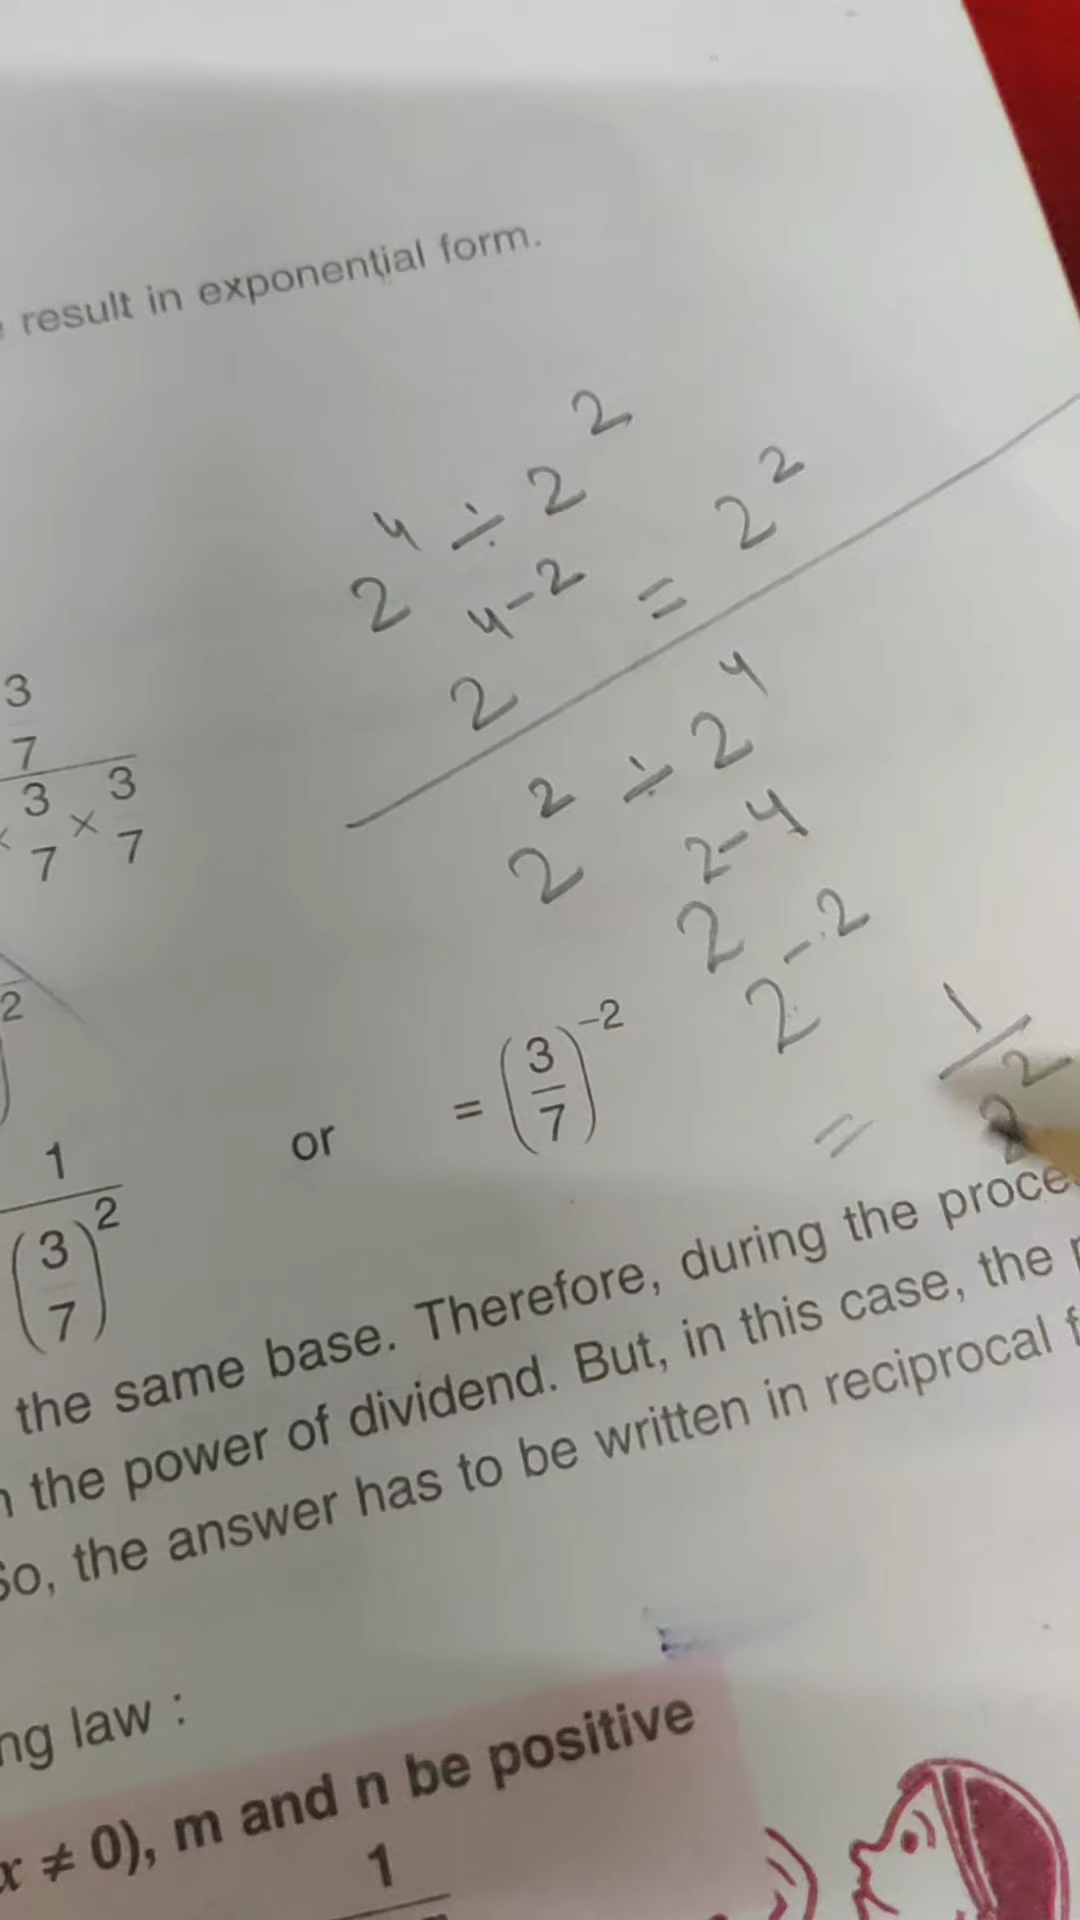 result in exponential form.
2⁴ ÷ 2²
2⁴⁻² = 2²
3
7
3/7 × 3/7
2² ÷ 2⁴
2²⁻⁴
2⁻²
2
= 1/2²
or = (3/7)⁻²
1/(3/7)²
the same base. Therefore, during the
the power of dividend. But, in this case, the
So, the answer has to be written in reciprocal
law :
x ≠ 0), m and n be positive
1